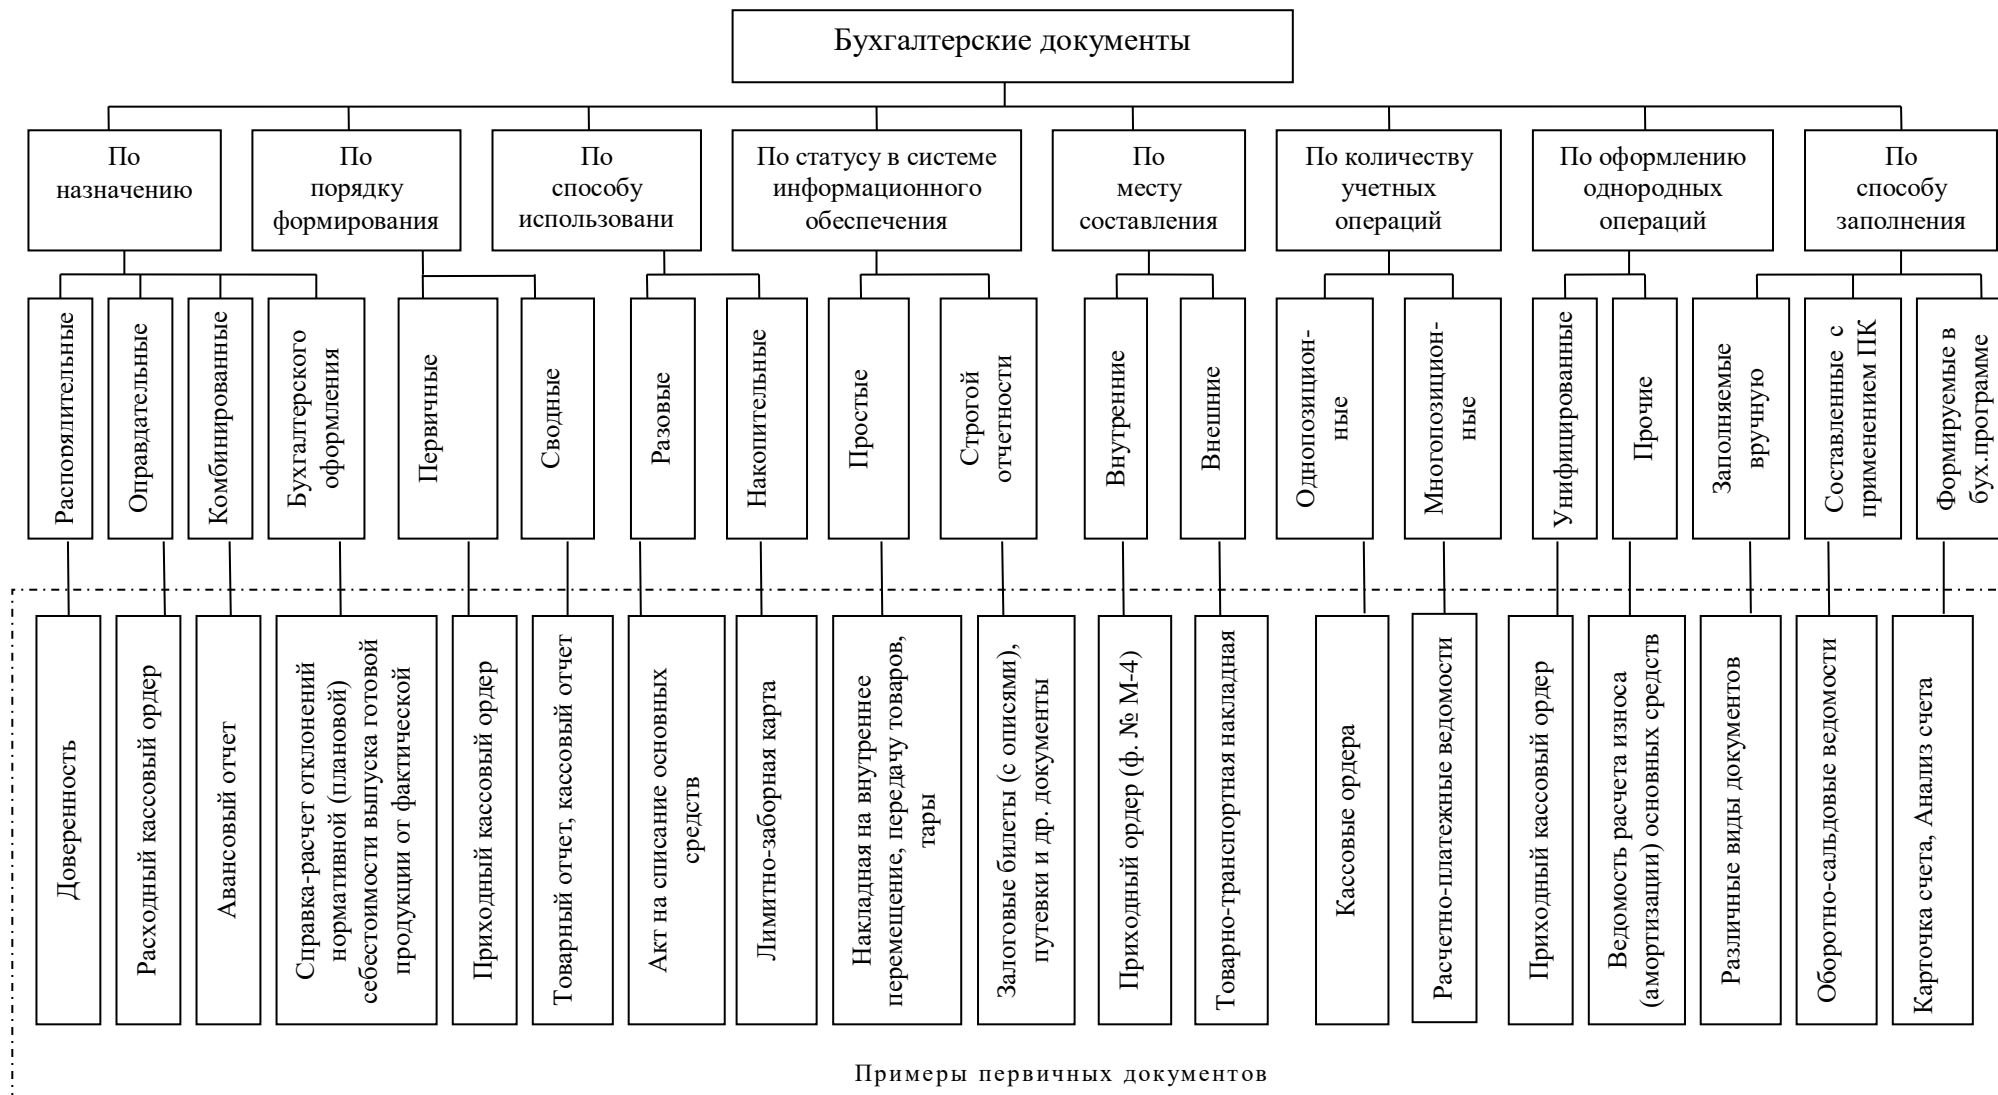 Бухгалтерские документы
По
назначению
По
порядку
формирования
По
способу
использовани
По статусу в системе
информационного
обеспечения
По
месту
составления
По количеству
учетных
операций
По оформлению
однородных
операций
По
способу
заполнения
Распорядительные
Оправдательные
Комбинированные
Бухгалтерского
оформления
Первичные
Сводные
Разовые
Накопительные
Простые
Строгой
отчетности
Внутренние
Внешние
Однопозицион-
ные
Многопозицион-
ные
Унифицированные
Прочие
Заполняемые
вручную
Составленные с
применением ПК
Формируемые в
бух.программе
Доверенность
Расходный кассовый ордер
Авансовый отчет
Справка-расчет отклонений
нормативной (плановой)
себестоимости выпуска готовой
продукции от фактической
Приходный кассовый ордер
Товарный отчет, кассовый отчет
Акт на списание основных
средств
Лимитно-заборная карта
Накладная на внутреннее
перемещение, передачу товаров,
тары
Залоговые билеты (с описями),
путевки и др. документы
Приходный ордер (ф. № М-4)
Товарно-транспортная накладная
Кассовые ордера
Расчетно-платежные ведомости
Приходный кассовый ордер
Ведомость расчета износа
(амортизации) основных средств
Различные виды документов
Оборотно-сальдовые ведомости
Карточка счета, Анализ счета
Примеры первичных документов